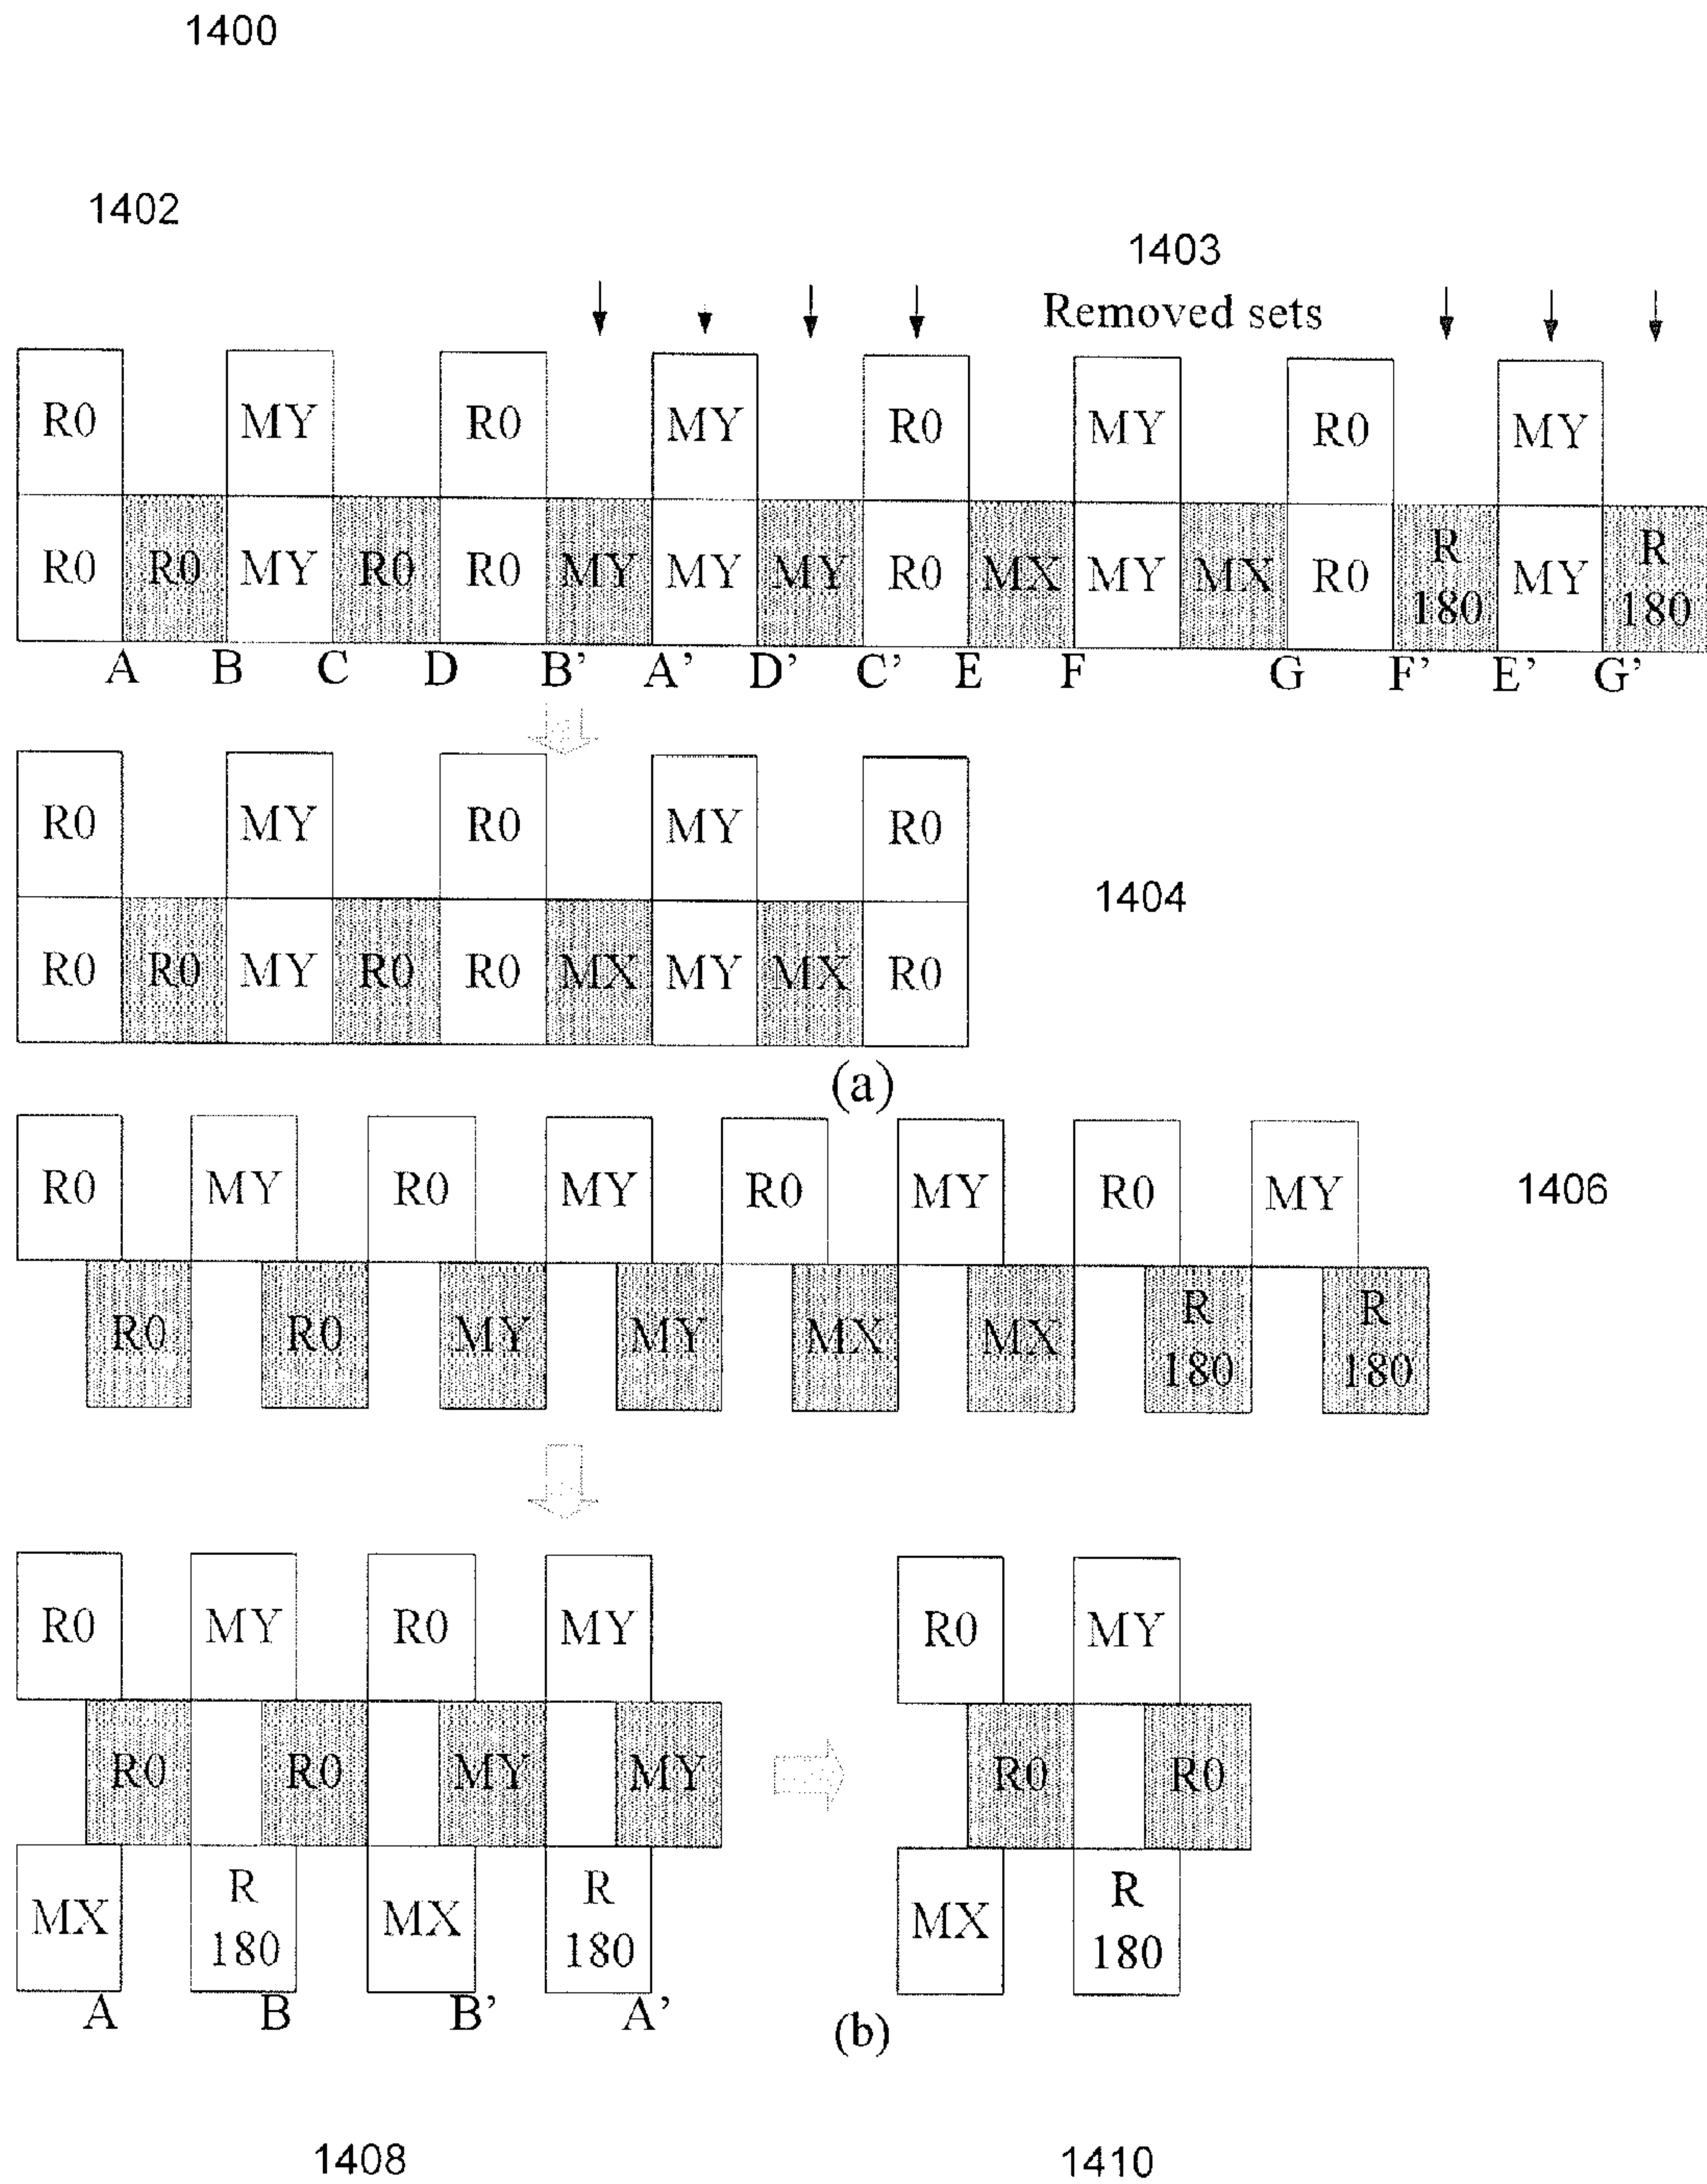 1400
1402
1403
Removed sets
R0 MY R0 MY R0 MY R0 MY
R0 R0 MY R0 R0 MY MY MY R0 MX MY MX R0 R 180 MY R 180
A B C D B’ A’ D’ C’ E F G F’ E’ G’
R0 MY R0 MY R0
1404
R0 R0 MY R0 R0 MX MY MX R0
(a)
R0 MY R0 MY R0 MY R0 MY
1406
R0 R0 MY MY MX MX R 180 R 180
R0 MY R0 MY R0 MY
R0 R0 MY MY R0 R0
MX R 180 MX R 180 MX R 180
A B B’ A’
(b)
1408 1410